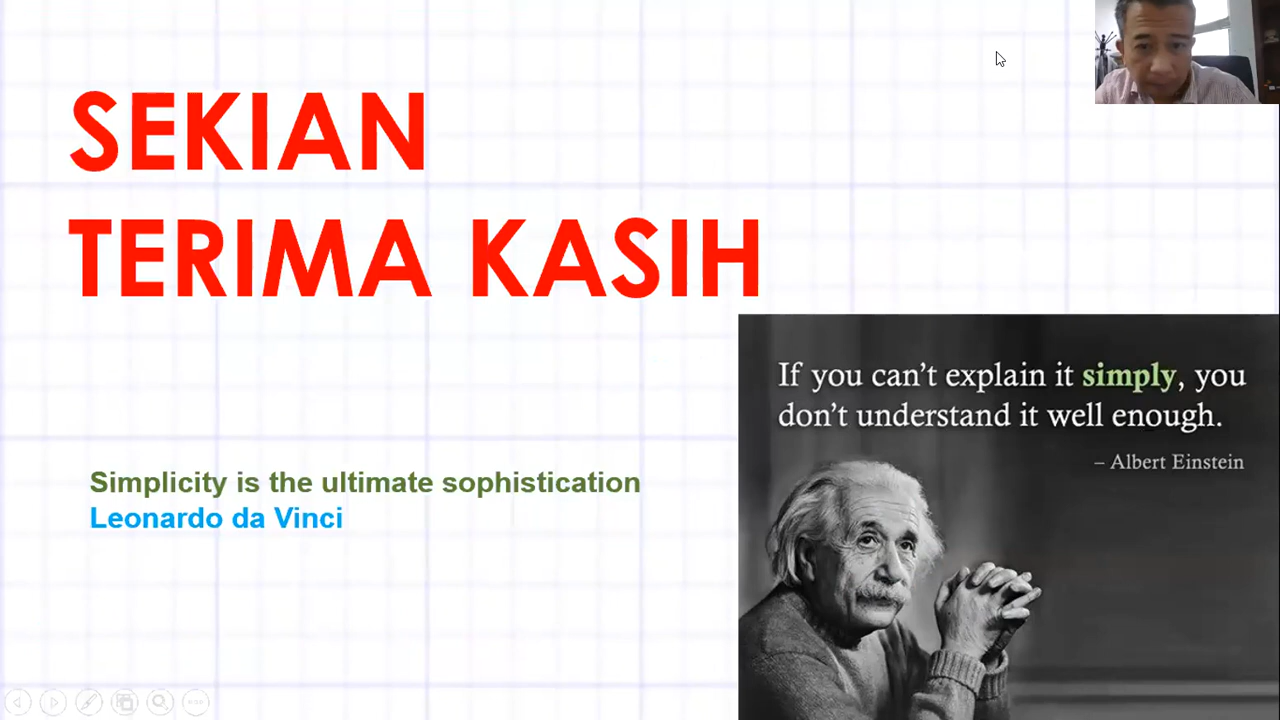 SEKIAN
TERIMA KASIH
If you can't explain it simply, you
don't understand it well enough.
– Albert Einstein
Simplicity is the ultimate sophistication
Leonardo da Vinci